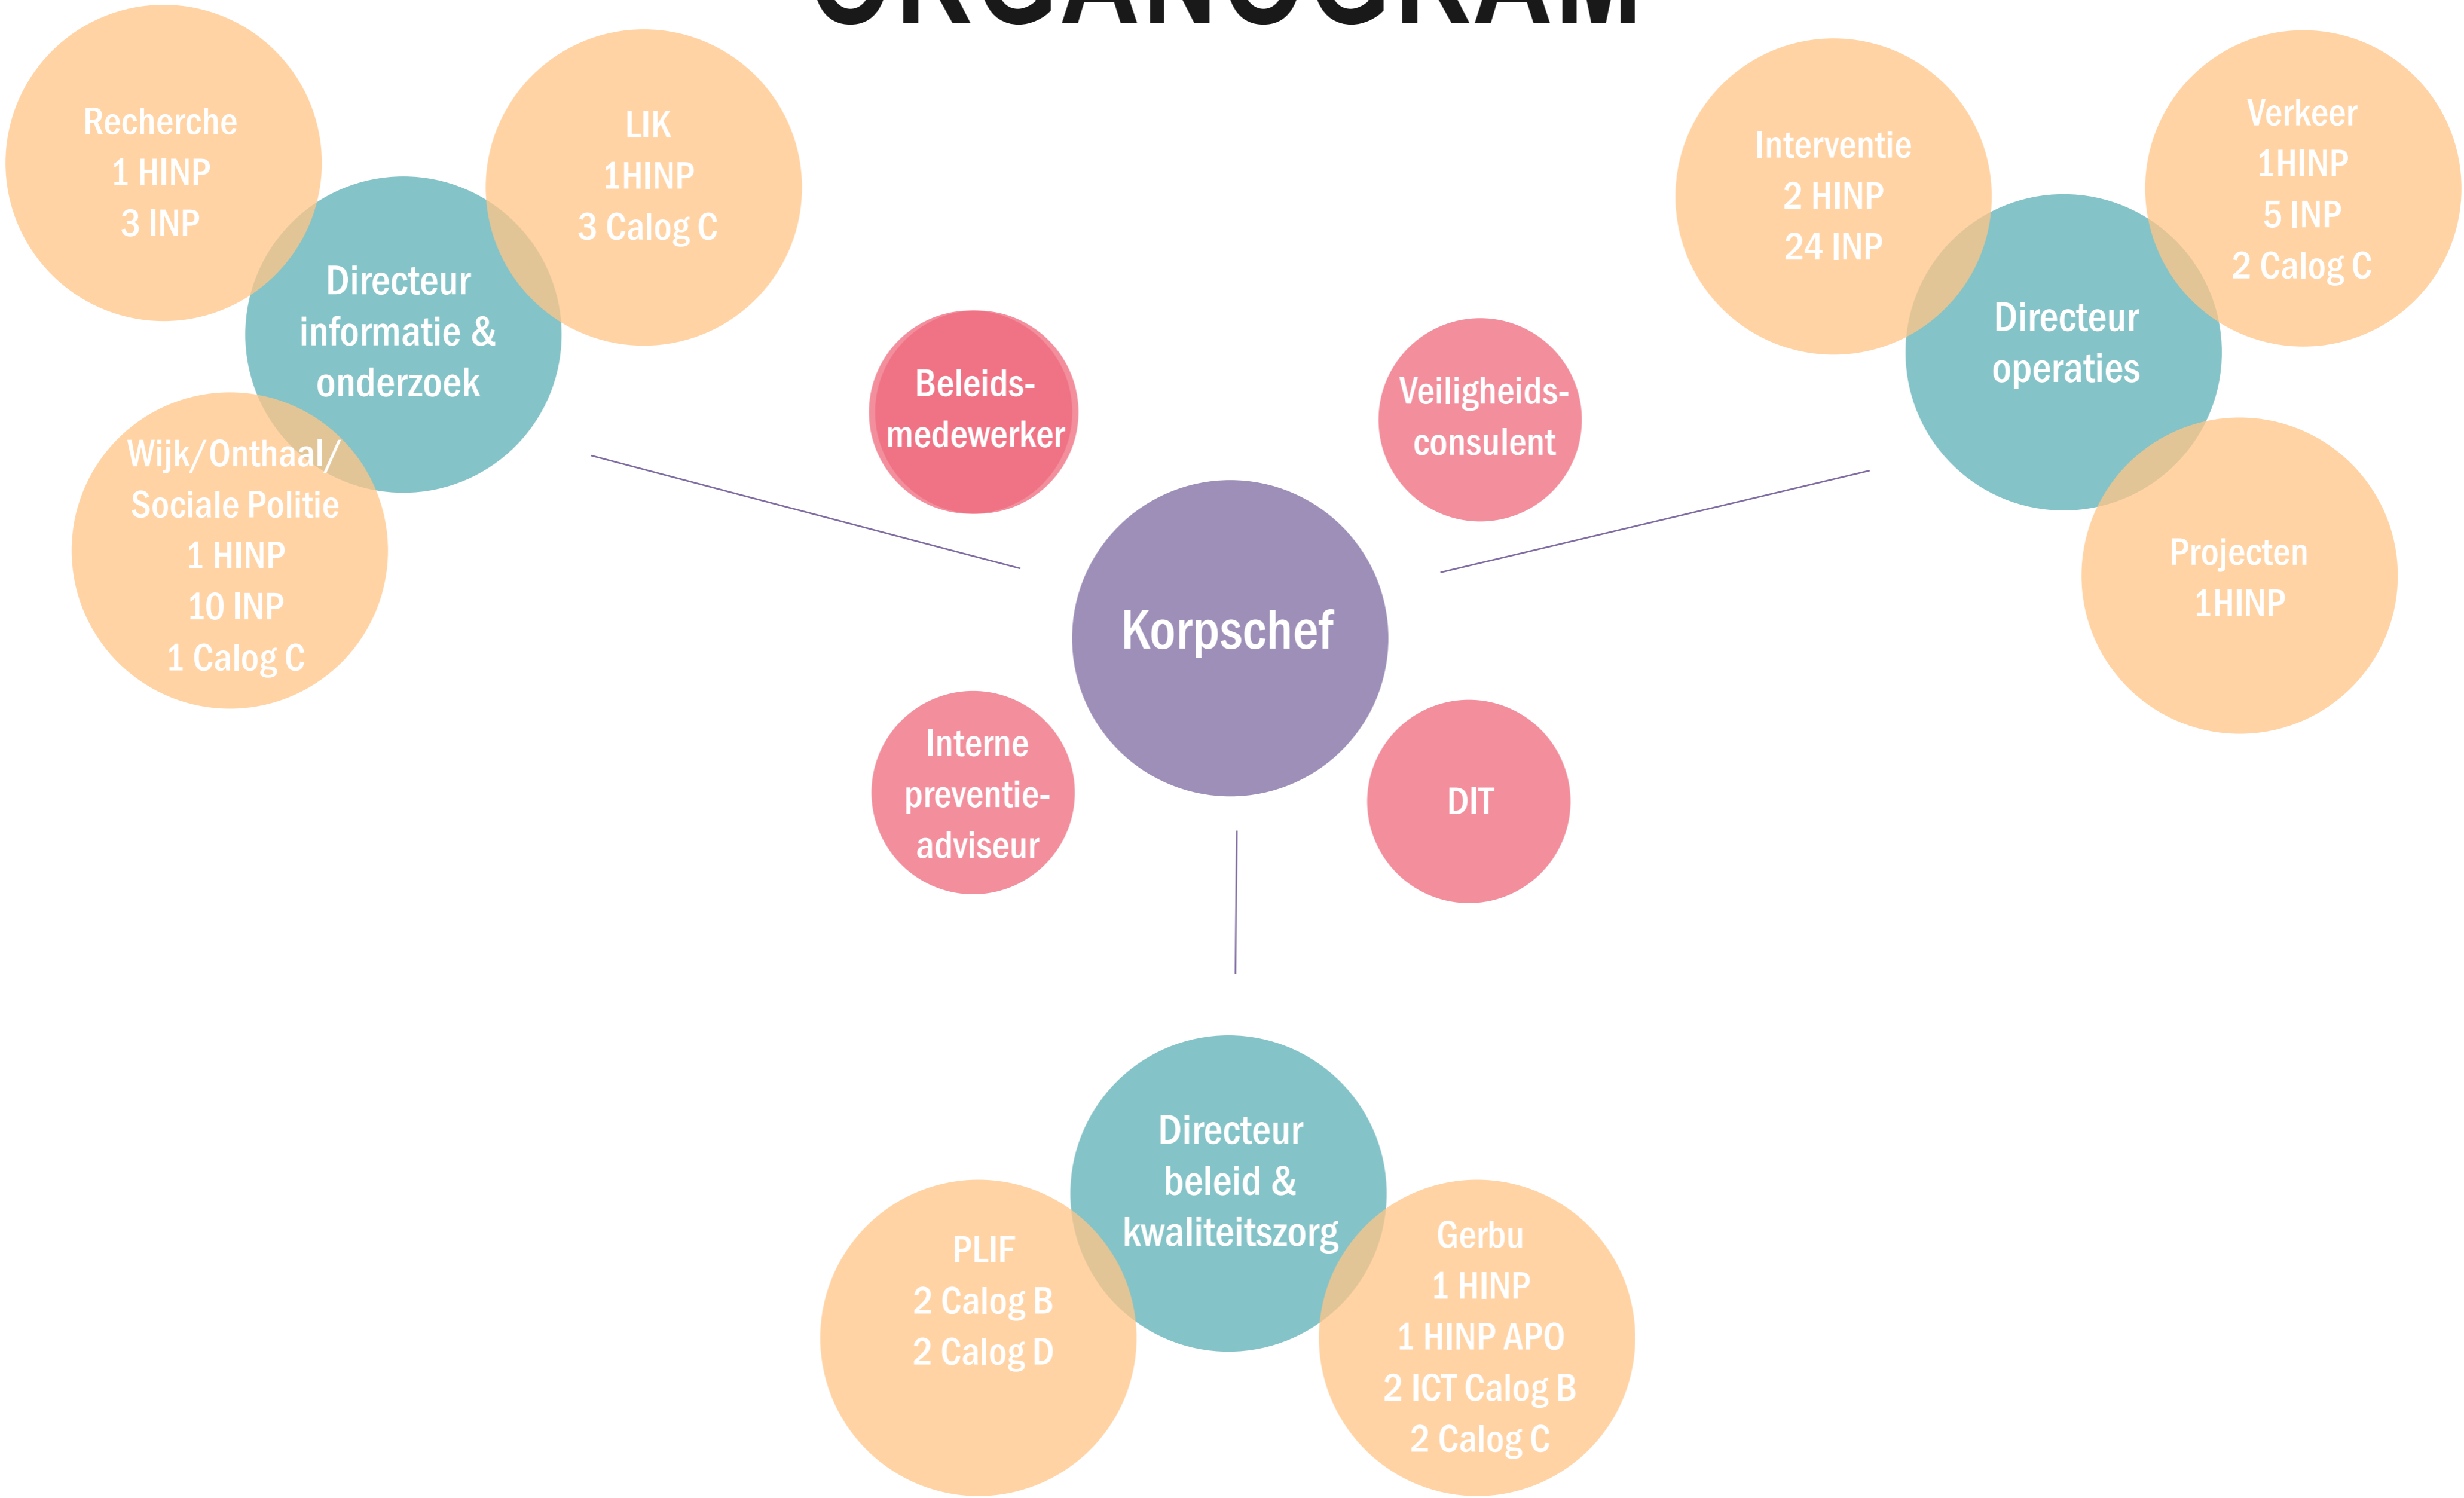 ORGANOGRAM
Recherche
1 HINP
3 INP
LIK
1HINP
3 Calog C
Directeur
informatie &
onderzoek
Wijk/Onthaal/
Sociale Politie
1 HINP
10 INP
1 Calog C
Interventie
2 HINP
24 INP
Verkeer
1HINP
5 INP
2 Calog C
Directeur
operaties
Projecten
1HINP
Beleids-
medewerker
Veiligheids-
consulent
Korpschef
Interne
preventie-
adviseur
DIT
Directeur
beleid &
kwaliteitszorg
PLIF
2 Calog B
2 Calog D
Gerbu
1 HINP
1 HINP APO
2 ICT Calog B
2 Calog C